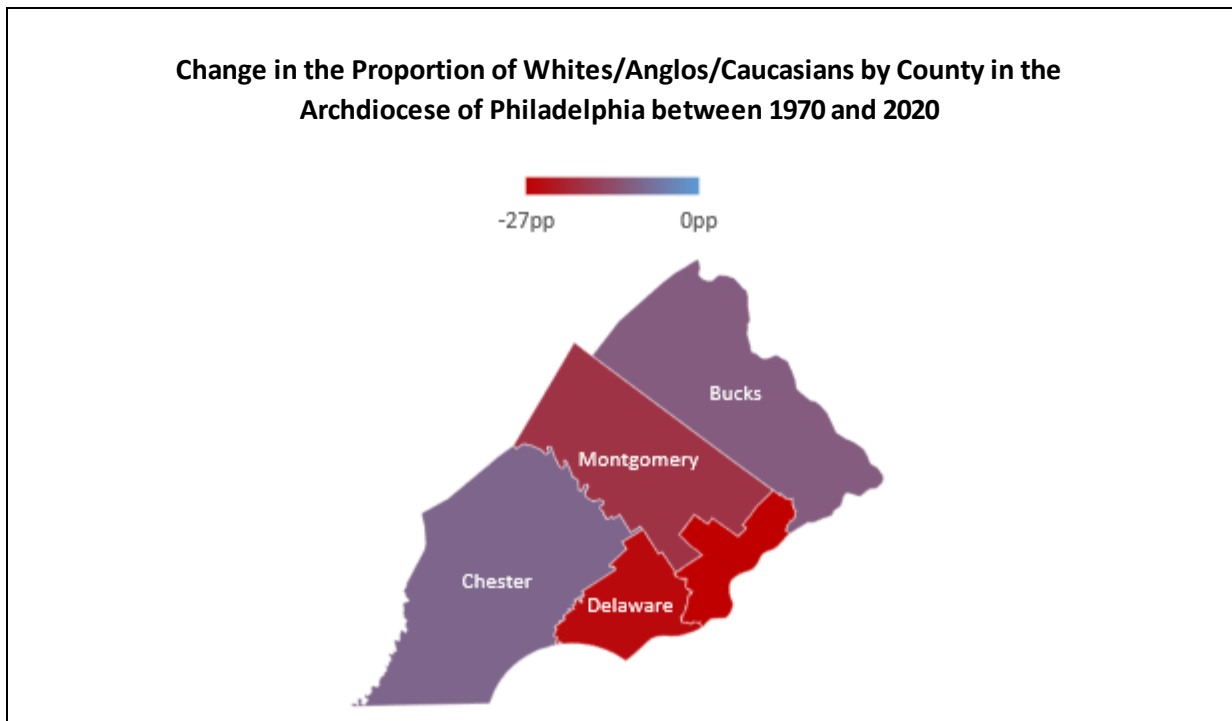 Change in the Proportion of Whites/Anglos/Caucasians by County in the
Archdiocese of Philadelphia between 1970 and 2020
-27pp 0pp
Bucks
Montgomery
Chester
Delaware